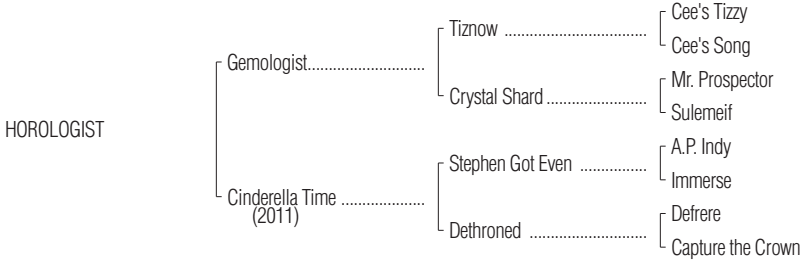 Cee's Tizzy
Tiznow ..................................
Cee's Song
Gemologist............................
Mr. Prospector
Crystal Shard ........................
Sulemeif
HOROLOGIST
A.P. Indy
Stephen Got Even ................
Immerse
Cinderella Time ....................
(2011)
Defrere
Dethroned ............................
Capture the Crown